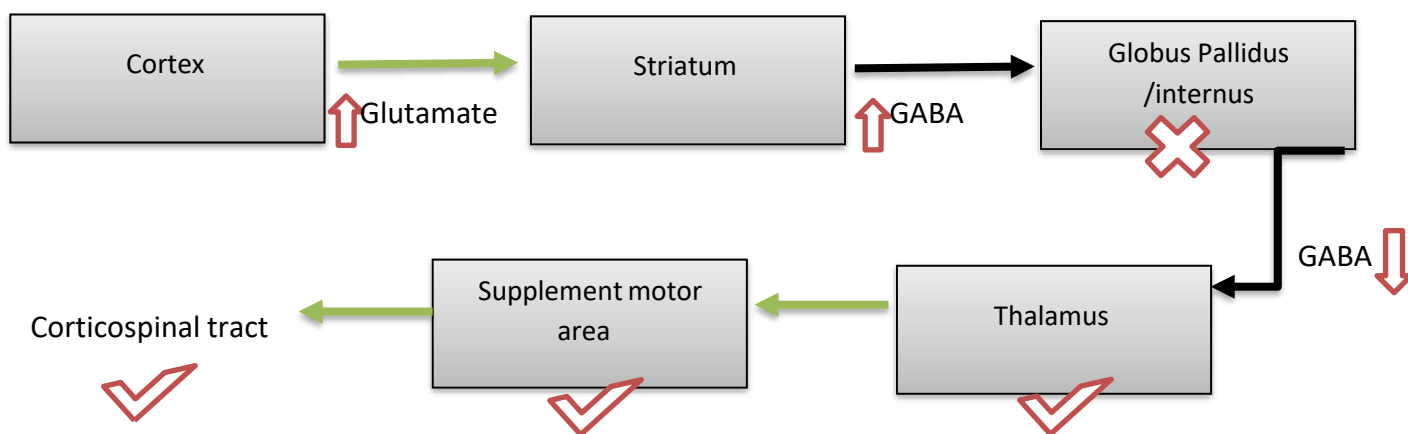 Cortex
Glutamate
Striatum
GABA
Globus Pallidus
/internus
GABA
Thalamus
Supplement motor
area
Corticospinal tract